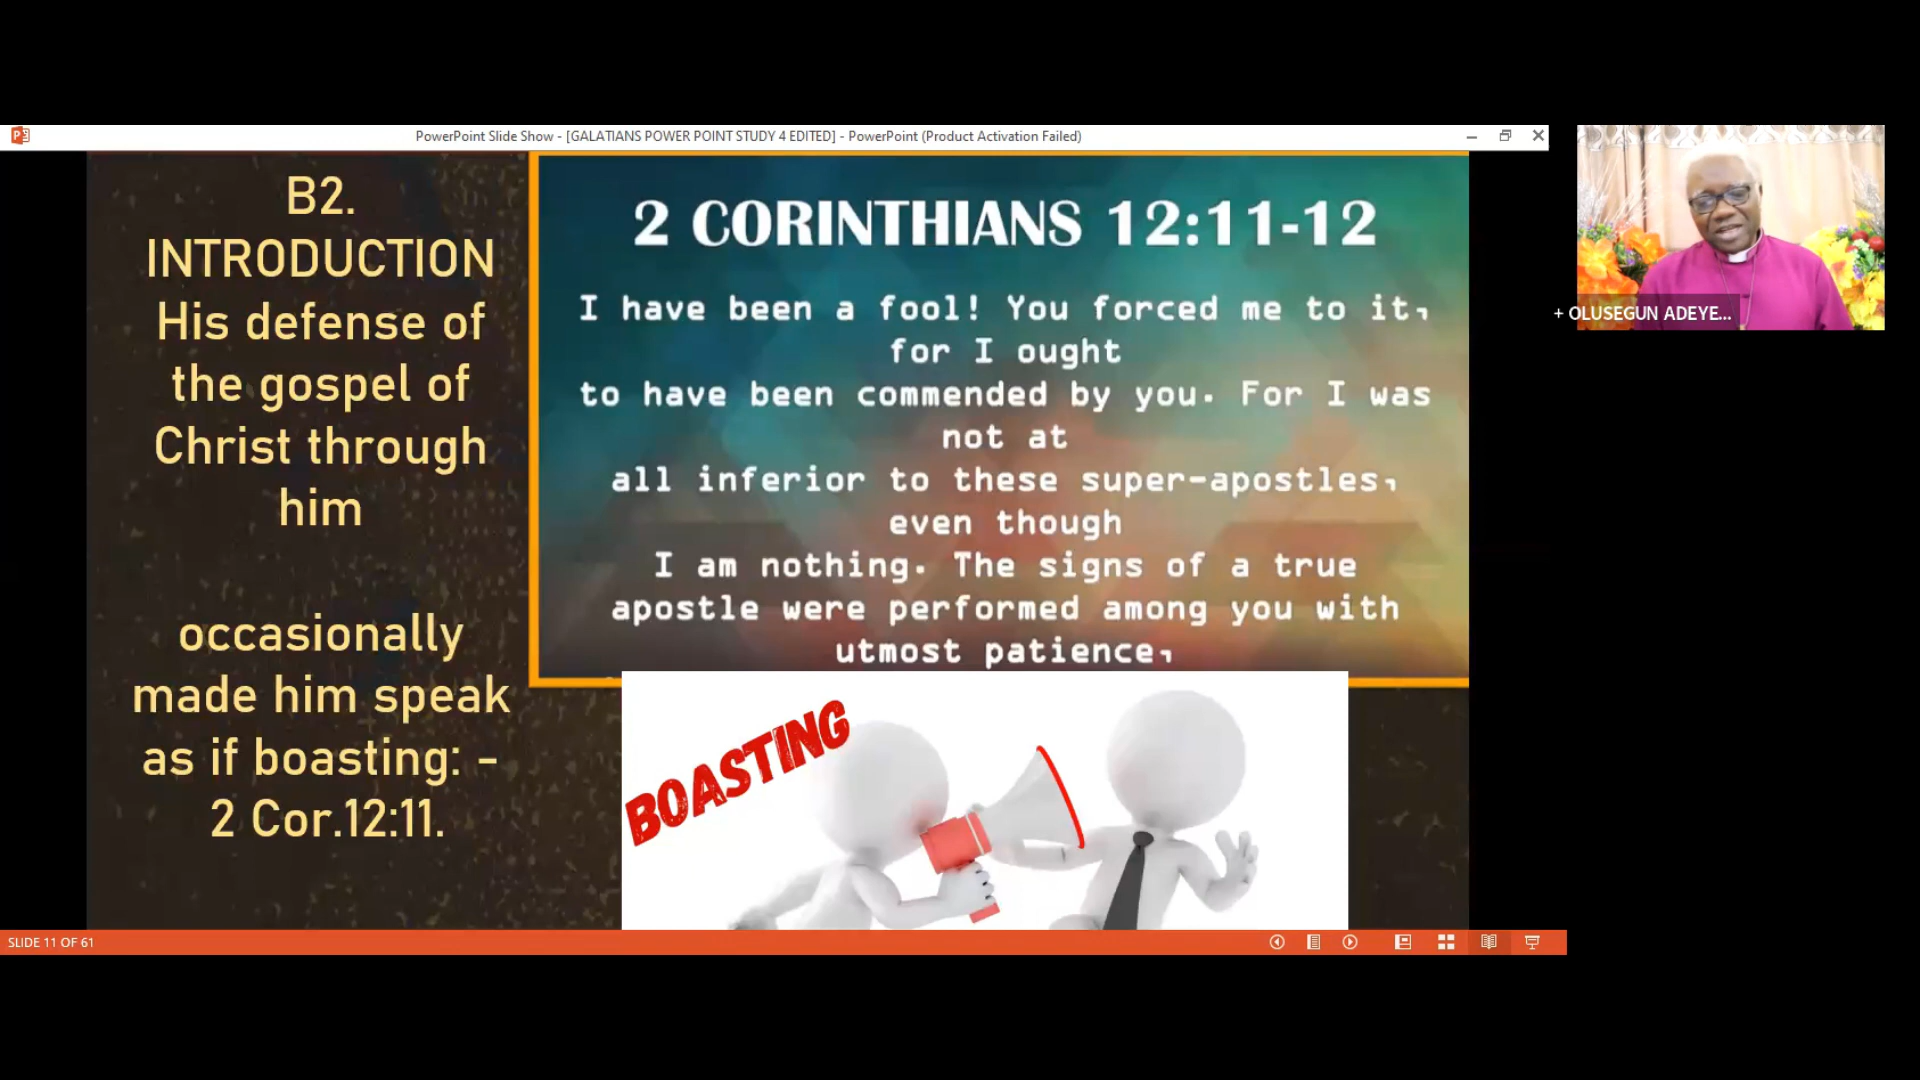 PowerPoint Slide Show - [GALATIANS POWER POINT STUDY 4 EDITED] - PowerPoint (Product Activation Failed)
B2.
INTRODUCTION
His defense of
the gospel of
Christ through
him
occasionally
made him speak
as if boasting: -
2 Cor.12:11.
2 CORINTHIANS 12:11-12
I have been a fool! You forced me to it,
for I ought
to have been commended by you. For I was
not at
all inferior to these super-apostles,
even though
I am nothing. The signs of a true
apostle were performed among you with
utmost patience,
BOASTING
+ OLUSEGUN ADEYE...
SLIDE 11 OF 61